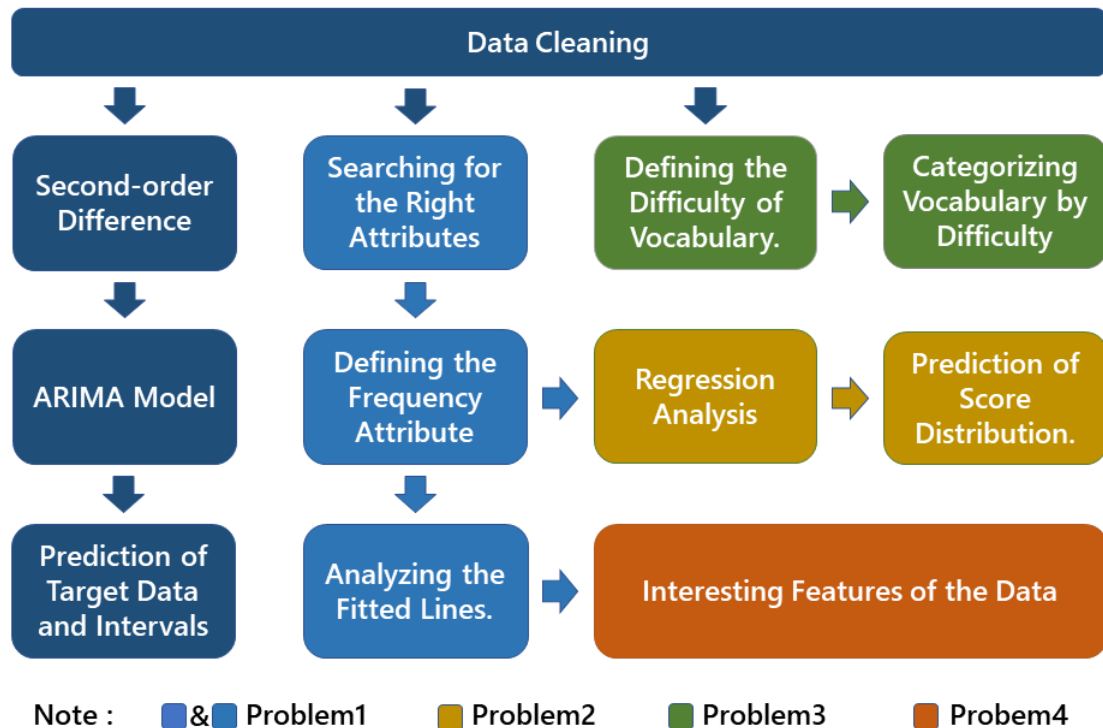 Data Cleaning
Second-order
Difference
Searching for
the Right
Attributes
Defining the
Difficulty of
Vocabulary.
Categorizing
Vocabulary by
Difficulty
ARIMA Model
Defining the
Frequency
Attribute
Regression
Analysis
Prediction of
Score
Distribution.
Prediction of
Target Data
and Intervals
Analyzing the
Fitted Lines.
Interesting Features of the Data
Note : & Problem1 Problem2 Problem3 Probem4